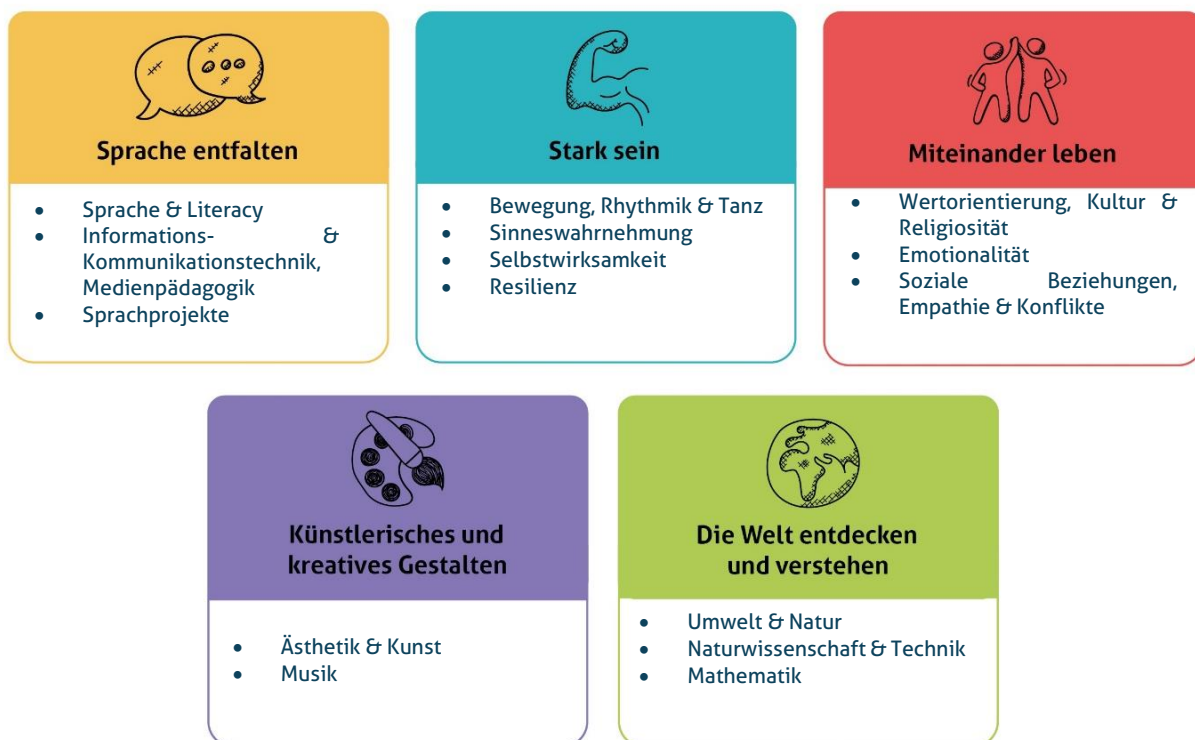 Sprache entfalten
• Sprache & Literacy
• Informations- &
Kommunikationstechnik,
Medienpädagogik
• Sprachprojekte
Stark sein
• Bewegung, Rhythmik & Tanz
• Sinneswahrnehmung
• Selbstwirksamkeit
• Resilienz
Miteinander leben
• Wertorientierung, Kultur &
Religiosität
• Emotionalität
• Soziale Beziehungen,
Empathie & Konflikte
Künstlerisches und
kreatives Gestalten
• Ästhetik & Kunst
• Musik
Die Welt entdecken
und verstehen
• Umwelt & Natur
• Naturwissenschaft & Technik
• Mathematik